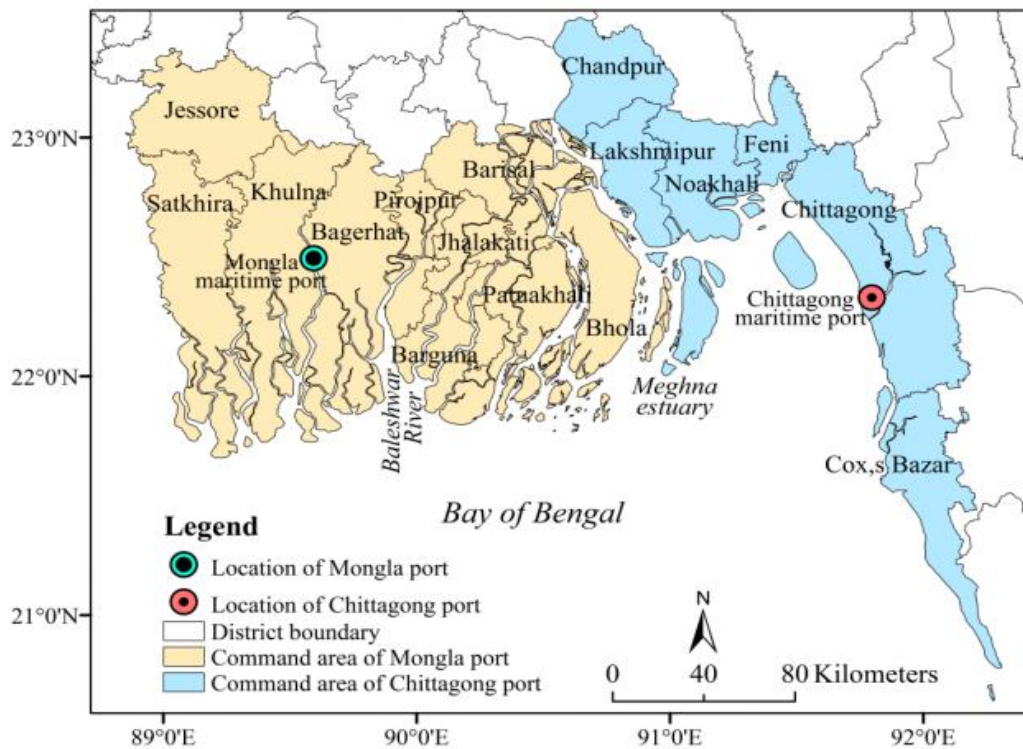 Chandpur
Jessore
23°0'N
Lakshmipur
Feni
Barisal
Noakhali
Satkhira
Khulna
Pirojpur
Chittagong
Bagerhat
Jhalakati
Mongla
maritime port
Patuakhali
Chittagong
maritime port
Bhola
Barguna
22°0'N
Meghna
estuary
Baleshwar
River
Cox,s Bazar
Bay of Bengal
Legend
Location of Mongla port
Location of Chittagong port
District boundary
Command area of Mongla port
Command area of Chittagong port
21°0'N
N
0 40 80 Kilometers
89°0'E 90°0'E 91°0'E 92°0'E